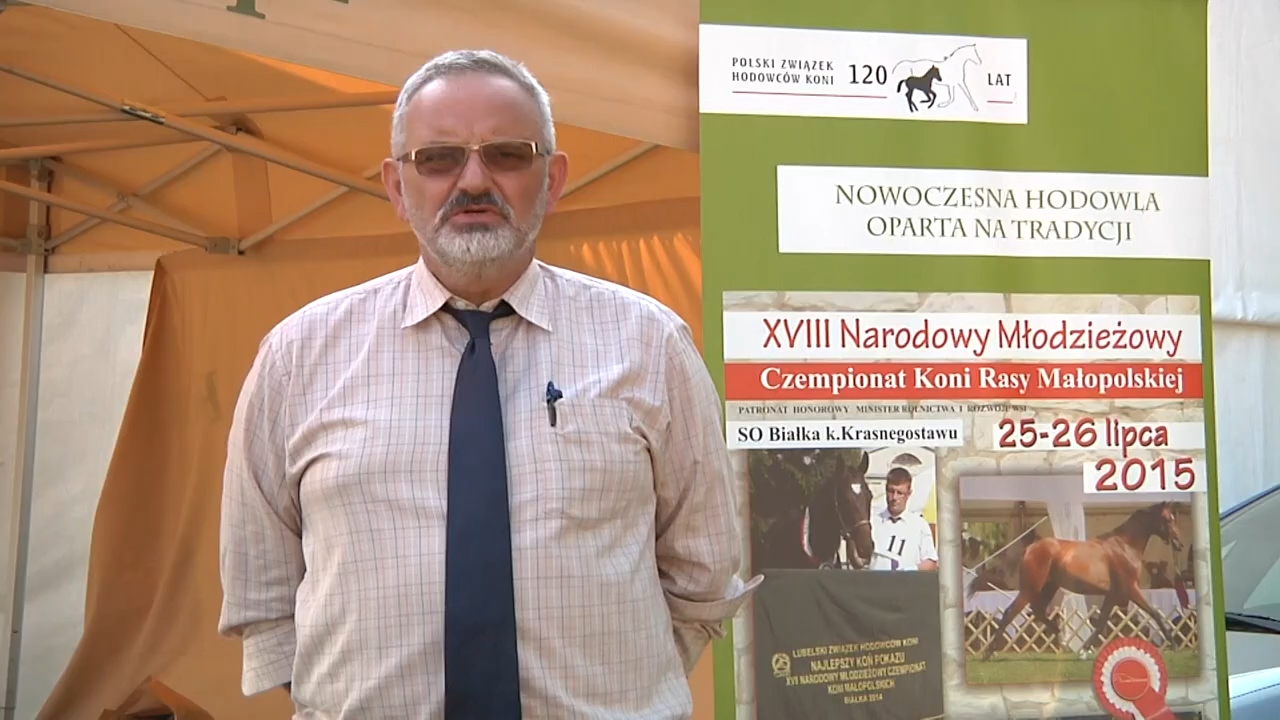 POLSKI ZWIĄZEK
HODOWCÓW KONI 120 LAT
NOWOCZESNA HODOWLA
OPARTA NA TRADYCJI
XVIII Narodowy Młodzieżowy
Czempionat Koni Rasy Małopolskiej
PATRONAT HONOROWY MINISTER ROLNICTWA I ROZWOJU WSI
SO Białka k.Krasnegostawu
25-26 lipca
2015
11
LUBELSKI ZWIĄZEK HODOWCÓW KONI
NAJLEPSZY KOŃ POKAZU
XVII NARODOWY MŁODZIEŻOWY CZEMPIONAT
KONI MAŁOPOLSKICH
BIAŁKA 2014